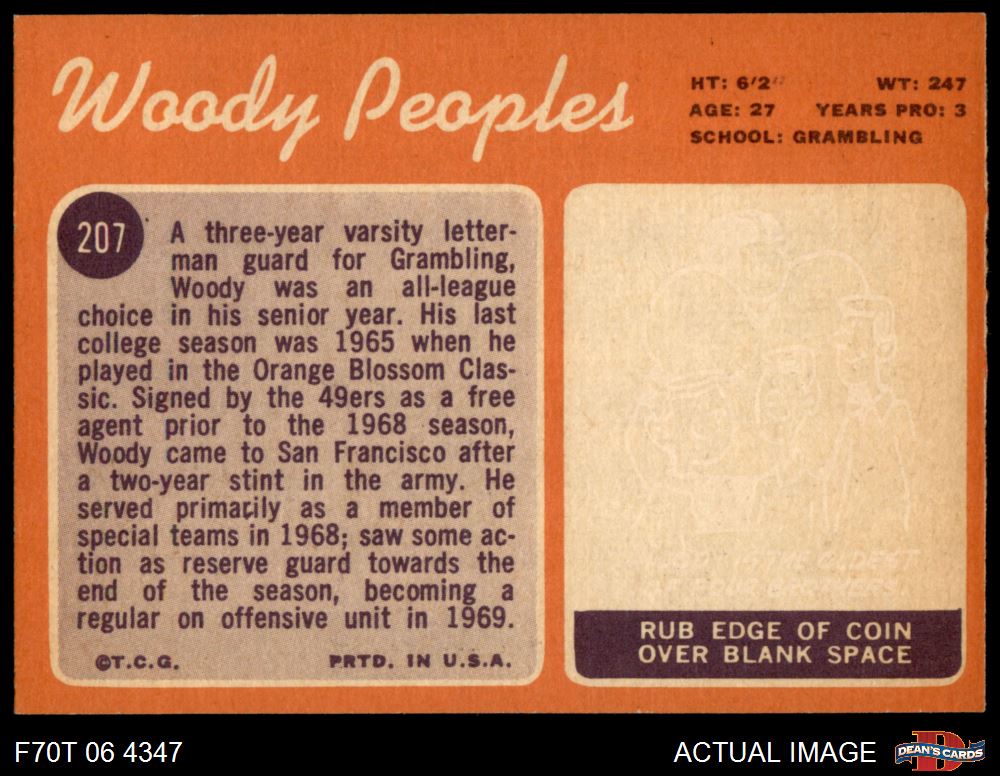 Woody Peoples
HT: 6'2" WT: 247
AGE: 27 YEARS PRO: 3
SCHOOL: GRAMBLING
207
A three-year varsity letter-
man guard for Grambling,
Woody was an all-league
choice in his senior year. His last
college season was 1965 when he
played in the Orange Blossom Clas-
sic. Signed by the 49ers as a free
agent prior to the 1968 season,
Woody came to San Francisco after
a two-year stint in the army. He
served primarily as a member of
special teams in 1968; saw some ac-
tion as reserve guard towards the
end of the season, becoming a
regular on offensive unit in 1969.
©T.C.G. PRTD. IN U.S.A.
OLDEST
RUB EDGE OF COIN
OVER BLANK SPACE
F70T 06 4347
ACTUAL IMAGE
D
DEAN'S CARDS